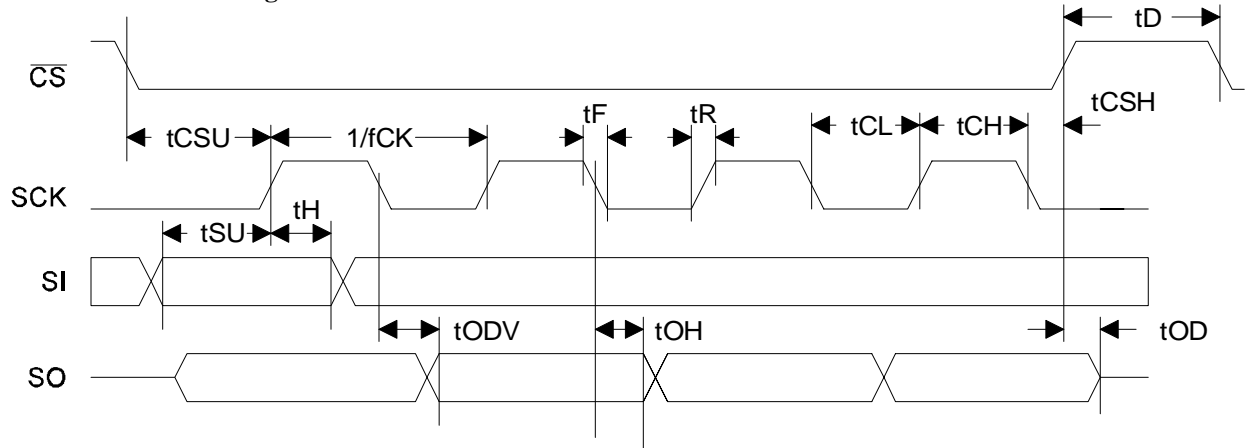 tD
CS
tCSH
tF
tR
tCSU
1/fCK
tCL
tCH
SCK
tH
tSU
SI
tODV
tOH
tOD
SO